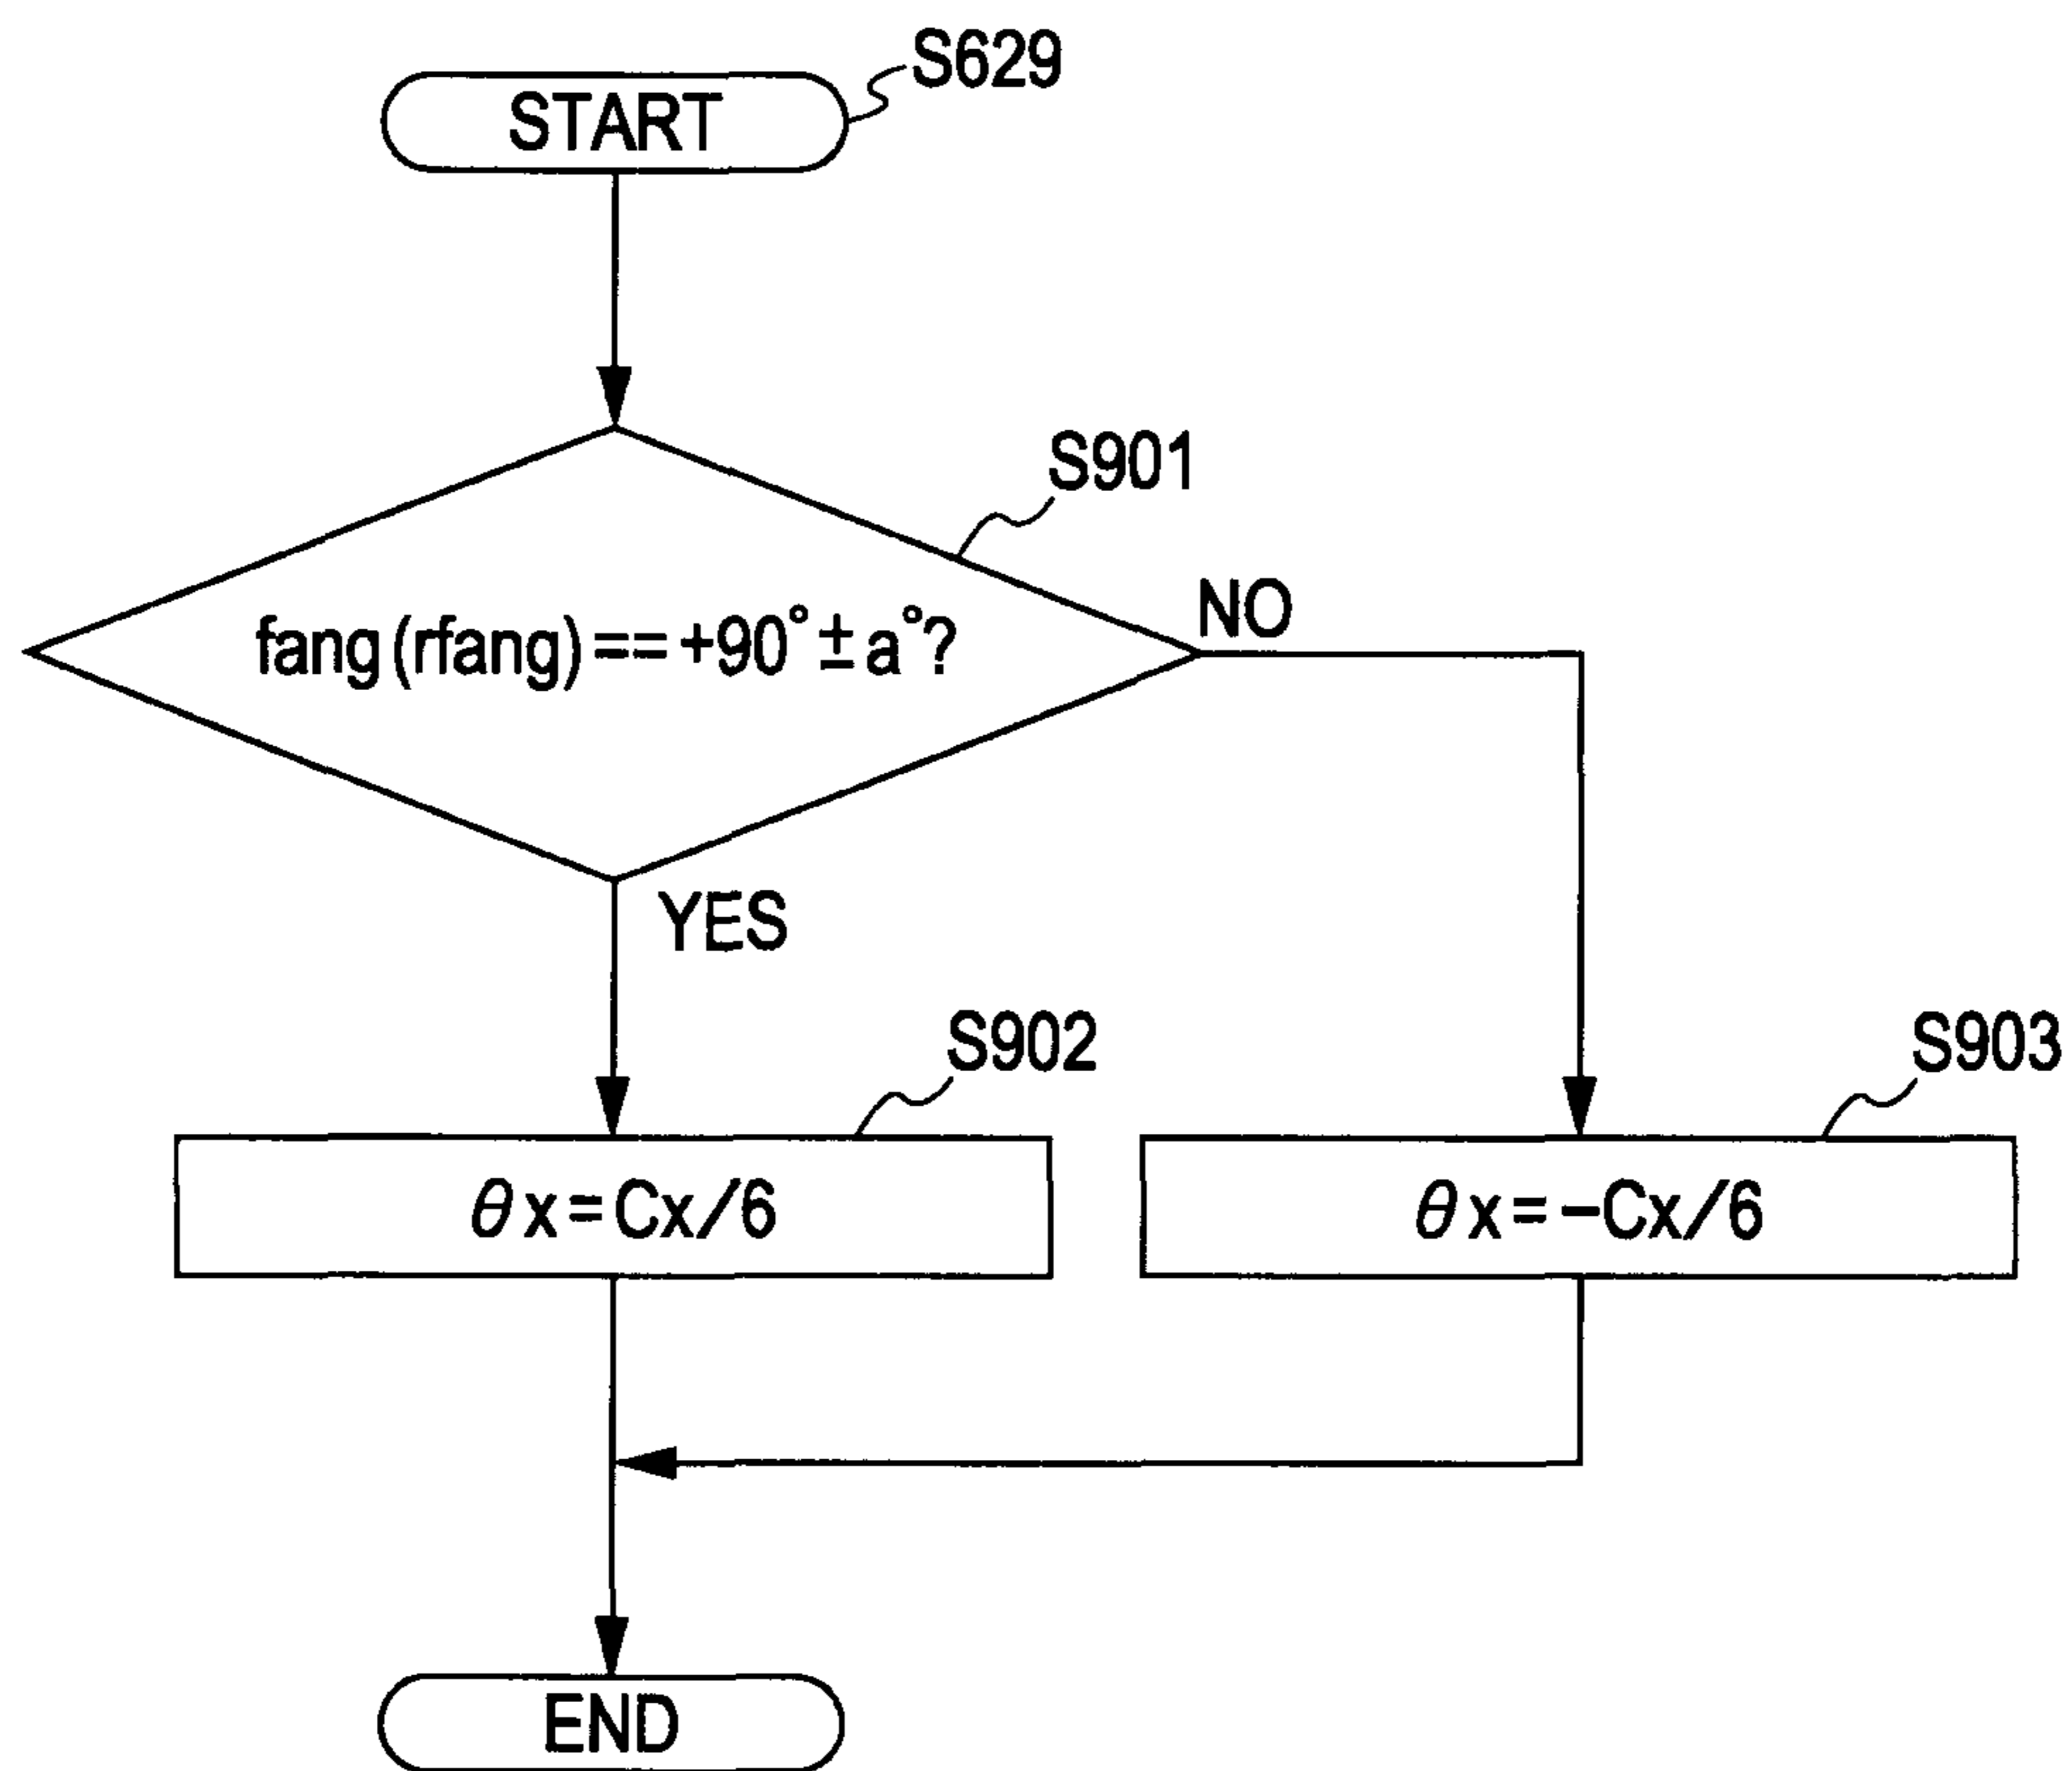 S629
START
S901
fang(rfang)==+90°±a°?
NO
YES
S902
S903
θx=Cx/6
θx=−Cx/6
END